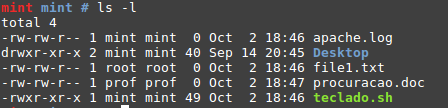 mint mint # ls -l
total 4
-rw-rw-r-- 1 mint mint  0 Oct  2 18:46 apache.log
drwxr-xr-x 2 mint mint 40 Sep 14 20:45 Desktop
-rw-rw-r-- 1 root root  0 Oct  2 18:46 file1.txt
-rw-rw-r-- 1 prof prof  0 Oct  2 18:47 procuracao.doc
-rwxr-xr-x 1 mint mint 49 Oct  2 18:46 teclado.sh